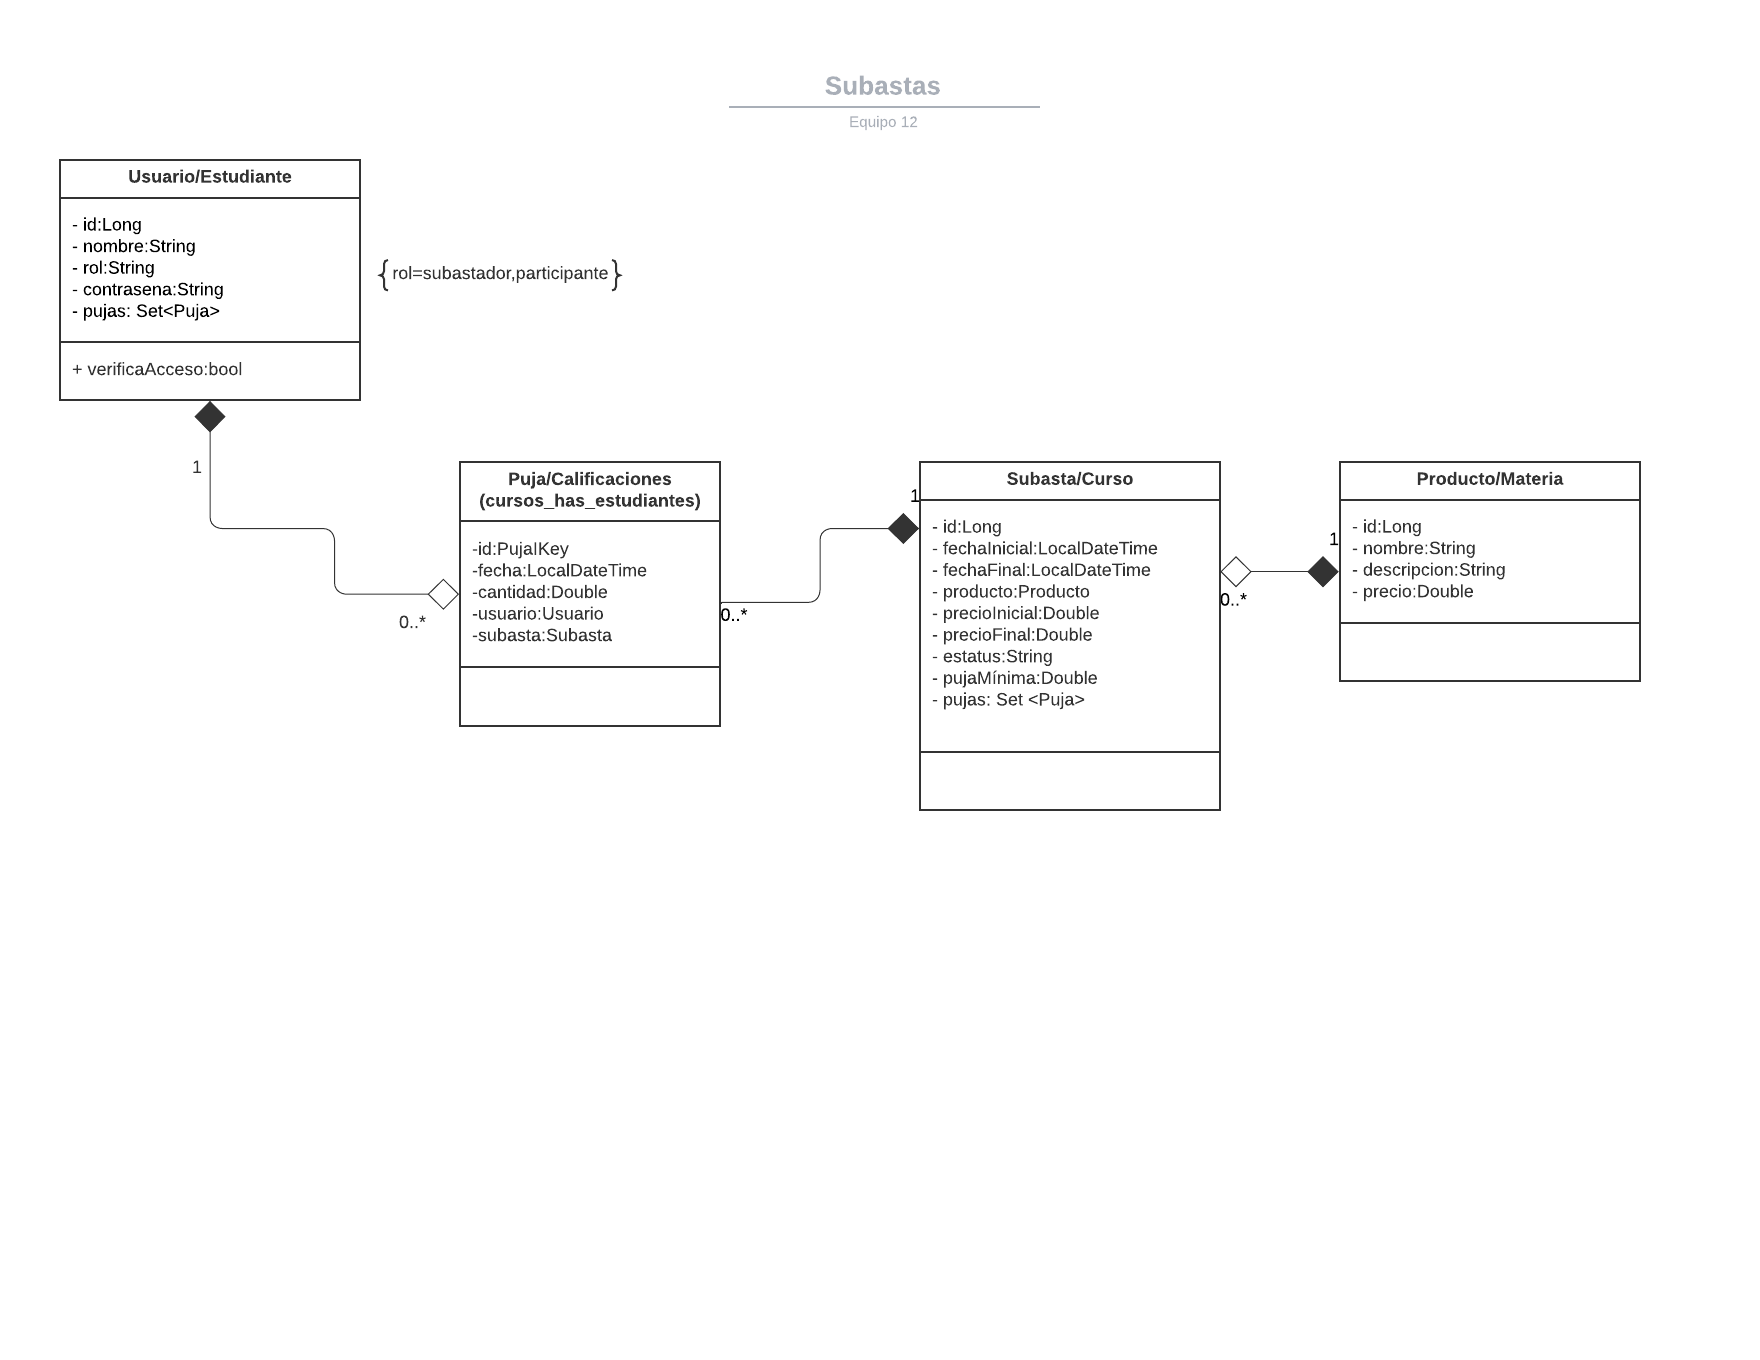 Subastas
Equipo 12
Usuario/Estudiante
- id:Long
- nombre:String
- rol:String
- contrasena:String
- pujas: Set<Puja>
+ verificaAcceso:bool
{rol=subastador,participante}
1
0..*
Puja/Calificaciones
(cursos_has_estudiantes)
-id:PujaIKey
-fecha:LocalDateTime
-cantidad:Double
-usuario:Usuario
-subasta:Subasta
0..*
1
Subasta/Curso
- id:Long
- fechaInicial:LocalDateTime
- fechaFinal:LocalDateTime
- producto:Producto
- precioInicial:Double
- precioFinal:Double
- estatus:String
- pujaMínima:Double
- pujas: Set <Puja>
0..*
1
Producto/Materia
- id:Long
- nombre:String
- descripcion:String
- precio:Double